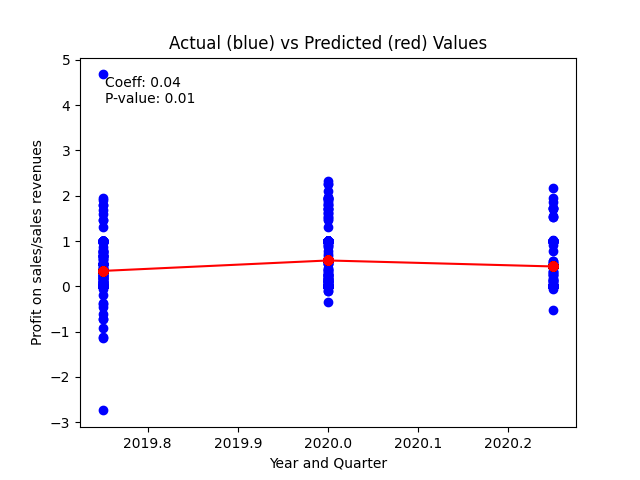 Actual (blue) vs Predicted (red) Values
5
Coeff: 0.04
P-value: 0.01
4
3
2
1
0
−1
−2
−3
Profit on sales/sales revenues
2019.8 2019.9 2020.0 2020.1 2020.2
Year and Quarter